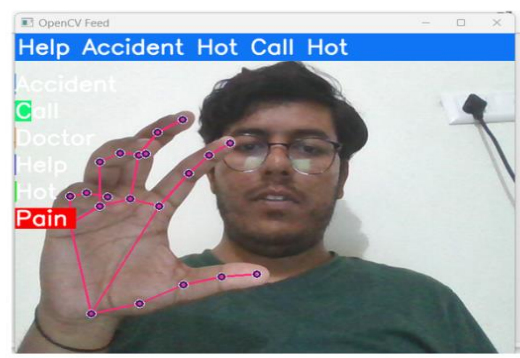 OpenCV Feed
Help Accident Hot Call Hot
Accident
Call
Doctor
Help
Hot
Pain